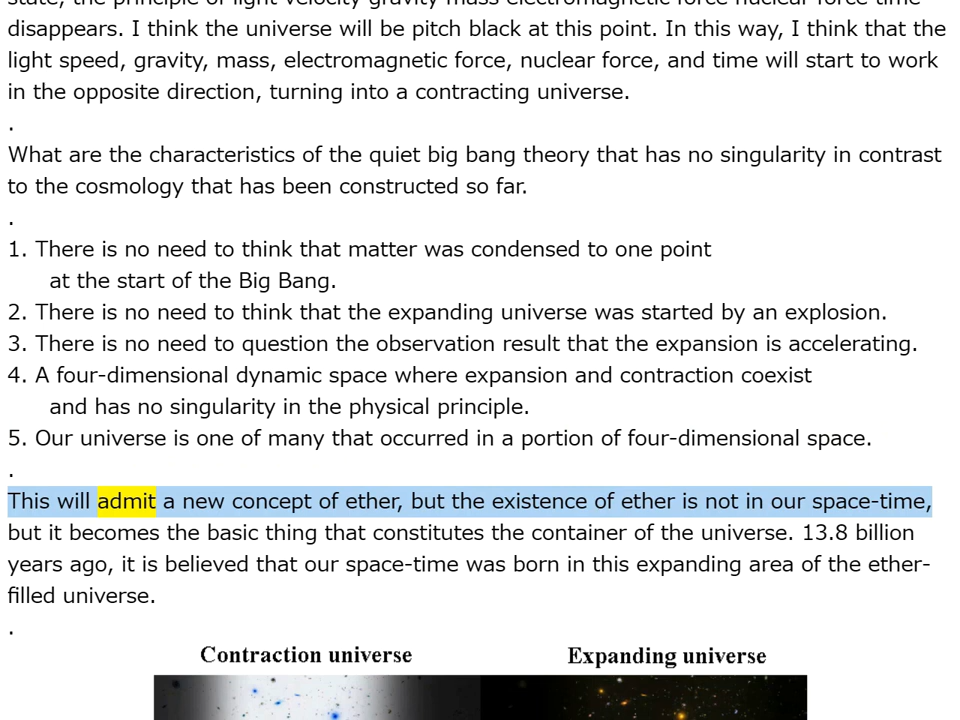 state, the principle of light velocity gravity mass electromagnetic force nuclear force time
disappears. I think the universe will be pitch black at this point. In this way, I think that the
light speed, gravity, mass, electromagnetic force, nuclear force, and time will start to work
in the opposite direction, turning into a contracting universe.
.
What are the characteristics of the quiet big bang theory that has no singularity in contrast
to the cosmology that has been constructed so far.
.
1. There is no need to think that matter was condensed to one point
at the start of the Big Bang.
2. There is no need to think that the expanding universe was started by an explosion.
3. There is no need to question the observation result that the expansion is accelerating.
4. A four-dimensional dynamic space where expansion and contraction coexist
and has no singularity in the physical principle.
5. Our universe is one of many that occurred in a portion of four-dimensional space.
.
This will admit a new concept of ether, but the existence of ether is not in our space-time,
but it becomes the basic thing that constitutes the container of the universe. 13.8 billion
years ago, it is believed that our space-time was born in this expanding area of the ether-
filled universe.
.
Contraction universe Expanding universe